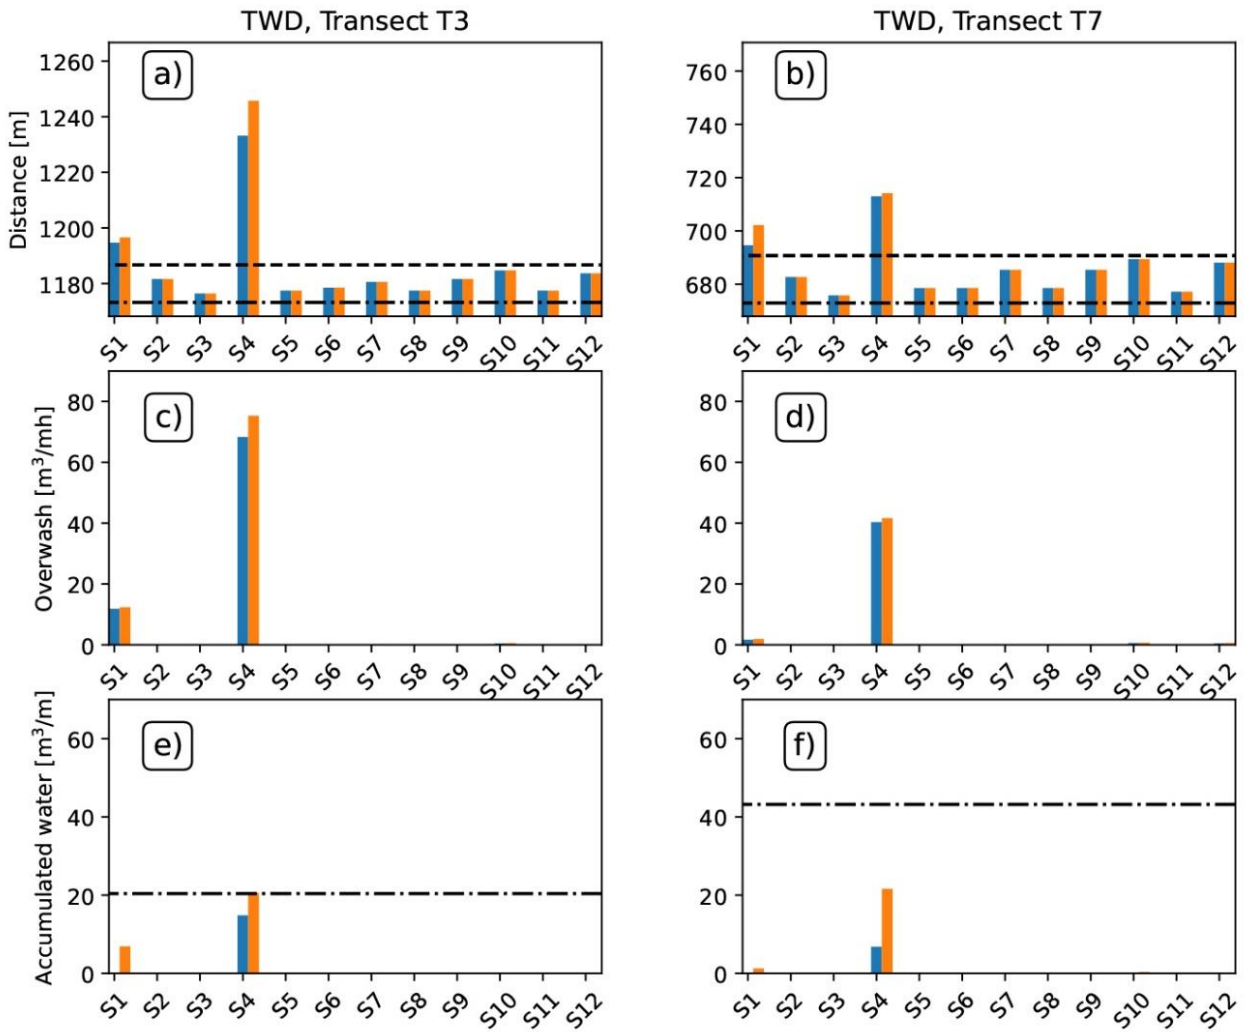 TWD, Transect T3
TWD, Transect T7
a)
Distance [m]
1260
1240
1220
1200
1180
S1 S2 S3 S4 S5 S6 S7 S8 S9 S10 S11 S12
b)
760
740
720
700
680
S1 S2 S3 S4 S5 S6 S7 S8 S9 S10 S11 S12
c)
Overwash [m³/mh]
80
60
40
20
0
S1 S2 S3 S4 S5 S6 S7 S8 S9 S10 S11 S12
d)
80
60
40
20
0
S1 S2 S3 S4 S5 S6 S7 S8 S9 S10 S11 S12
e)
Accumulated water [m³/m]
60
40
20
0
S1 S2 S3 S4 S5 S6 S7 S8 S9 S10 S11 S12
f)
60
40
20
0
S1 S2 S3 S4 S5 S6 S7 S8 S9 S10 S11 S12